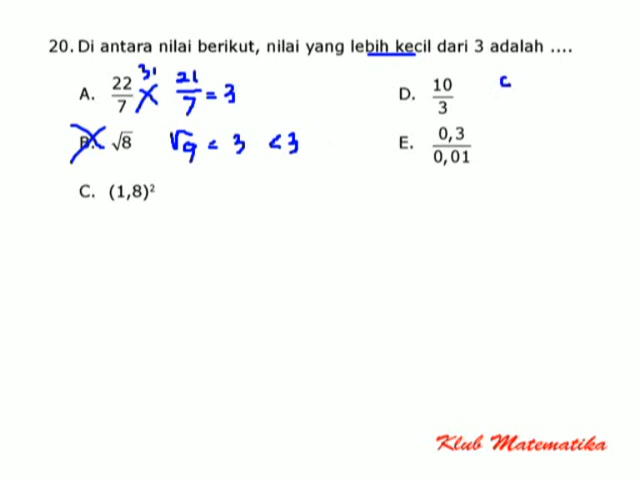 20. Di antara nilai berikut, nilai yang lebih kecil dari 3 adalah ....
A. 22/7 31 21/7 = 3
B. √8 √9 = 3 < 3
C. (1,8)²
D. 10/3 c
E. 0,3/0,01
Klub Matematika